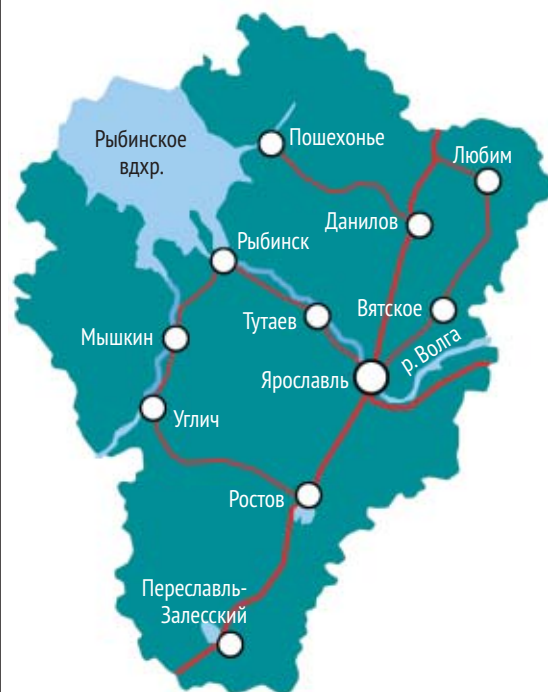 Рыбинское
вдхр.
Пошехонье
Любим
Данилов
Рыбинск
Тутаев
Вятское
р. Волга
Мышкин
Ярославль
Углич
Ростов
Переславль-
Залесский